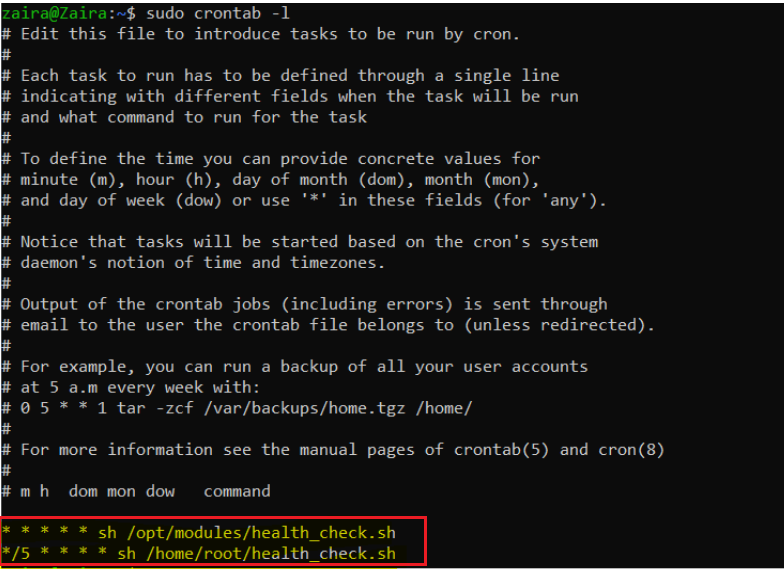 zaira@Zaira:~$ sudo crontab -l
# Edit this file to introduce tasks to be run by cron.
#
# Each task to run has to be defined through a single line
# indicating with different fields when the task will be run
# and what command to run for the task
#
# To define the time you can provide concrete values for
# minute (m), hour (h), day of month (dom), month (mon),
# and day of week (dow) or use '*' in these fields (for 'any').
#
# Notice that tasks will be started based on the cron's system
# daemon's notion of time and timezones.
#
# Output of the crontab jobs (including errors) is sent through
# email to the user the crontab file belongs to (unless redirected).
#
# For example, you can run a backup of all your user accounts
# at 5 a.m every week with:
# 0 5 * * 1 tar -zcf /var/backups/home.tgz /home/
#
# For more information see the manual pages of crontab(5) and cron(8)
#
# m h  dom mon dow   command
* * * * * sh /opt/modules/health_check.sh
*/5 * * * * sh /home/root/health_check.sh